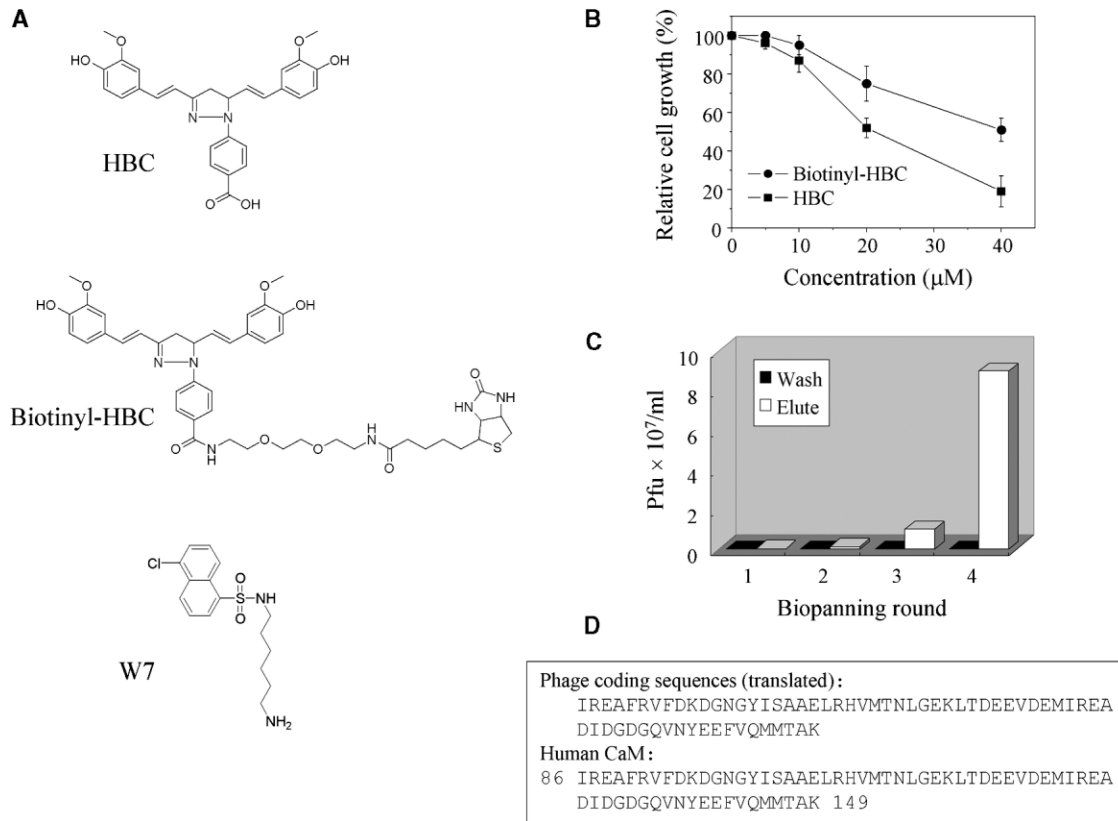 A
O
HO
O
OH
N
N
HBC
O
OH
O
HO
O
OH
N
N
Biotinyl-HBC
O
N
H
O
O
H
N
O
O
HN
NH
S
Cl
O
S
NH
O
W7
NH2
B
Relative cell growth (%)
100
80
60
40
20
0
Biotinyl-HBC
HBC
0 10 20 30 40
Concentration (μM)
C
Pfu × 10⁷/ml
10
8
6
4
2
0
Wash
Elute
1 2 3 4
Biopanning round
D
Phage coding sequences (translated):
IREAFRVFDKDGNGYISAAELRHVMTNLGEKLTDEEVDEMIREA
DIDGDGQVNYEEFVQMMTAK
Human CaM:
86 IREAFRVFDKDGNGYISAAELRHVMTNLGEKLTDEEVDEMIREA
DIDGDGQVNYEEFVQMMTAK 149